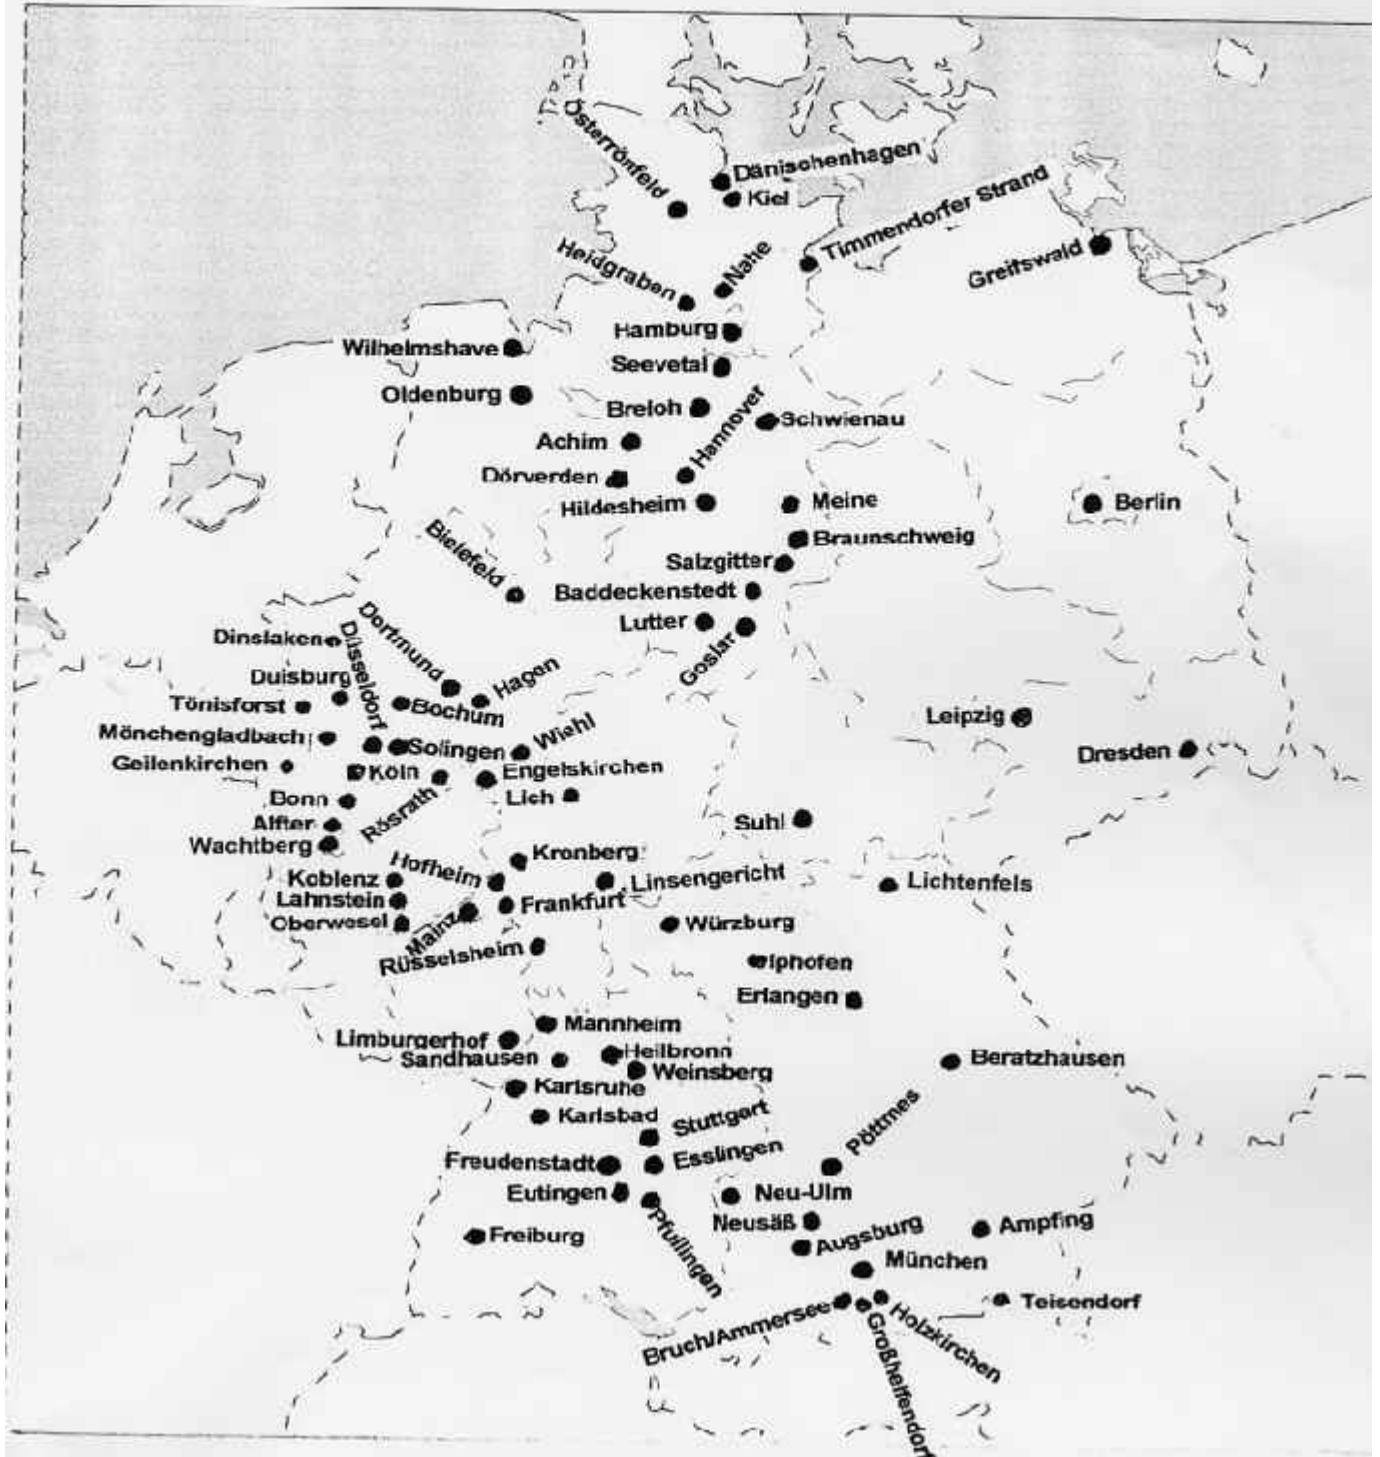 Osterrönfeld
Dänischenhagen
Kiel
Timmendorfer Strand
Greifswald
Heidgraben
Nahe
Hamburg
Wilhelmshave
Seevetal
Oldenburg
Breloh
Hannover
Schwienau
Achim
Dörverden
Hildesheim
Meine
Berlin
Bielefeld
Braunschweig
Salzgitter
Baddeckenstedt
Lutter
Goslar
Dinslaken
Düsseldorf
Dortmund
Hagen
Duisburg
Tönisforst
Bochum
Leipzig
Mönchengladbach
Solingen
Wiehl
Dresden
Geilenkirchen
Köln
Engelskirchen
Bonn
Rösrath
Lich
Alfter
Suhl
Wachtberg
Kronberg
Hofheim
Koblenz
Linsengericht
Lichtenfels
Lahnstein
Frankfurt
Oberwesel
Mainz
Würzburg
Rüsselsheim
Iphofen
Erlangen
Mannheim
Limburgerhof
Heilbronn
Sandhausen
Beratzhausen
Weinsberg
Karlsruhe
Karlsbad
Stuttgart
Pöttmes
Freudenstadt
Esslingen
Eutingen
Neu-Ulm
Pfullingen
Neusäß
Ampfing
Freiburg
Augsburg
München
Bruch/Ammersee
Teisendorf
Holzkirchen
Großhelfendorf